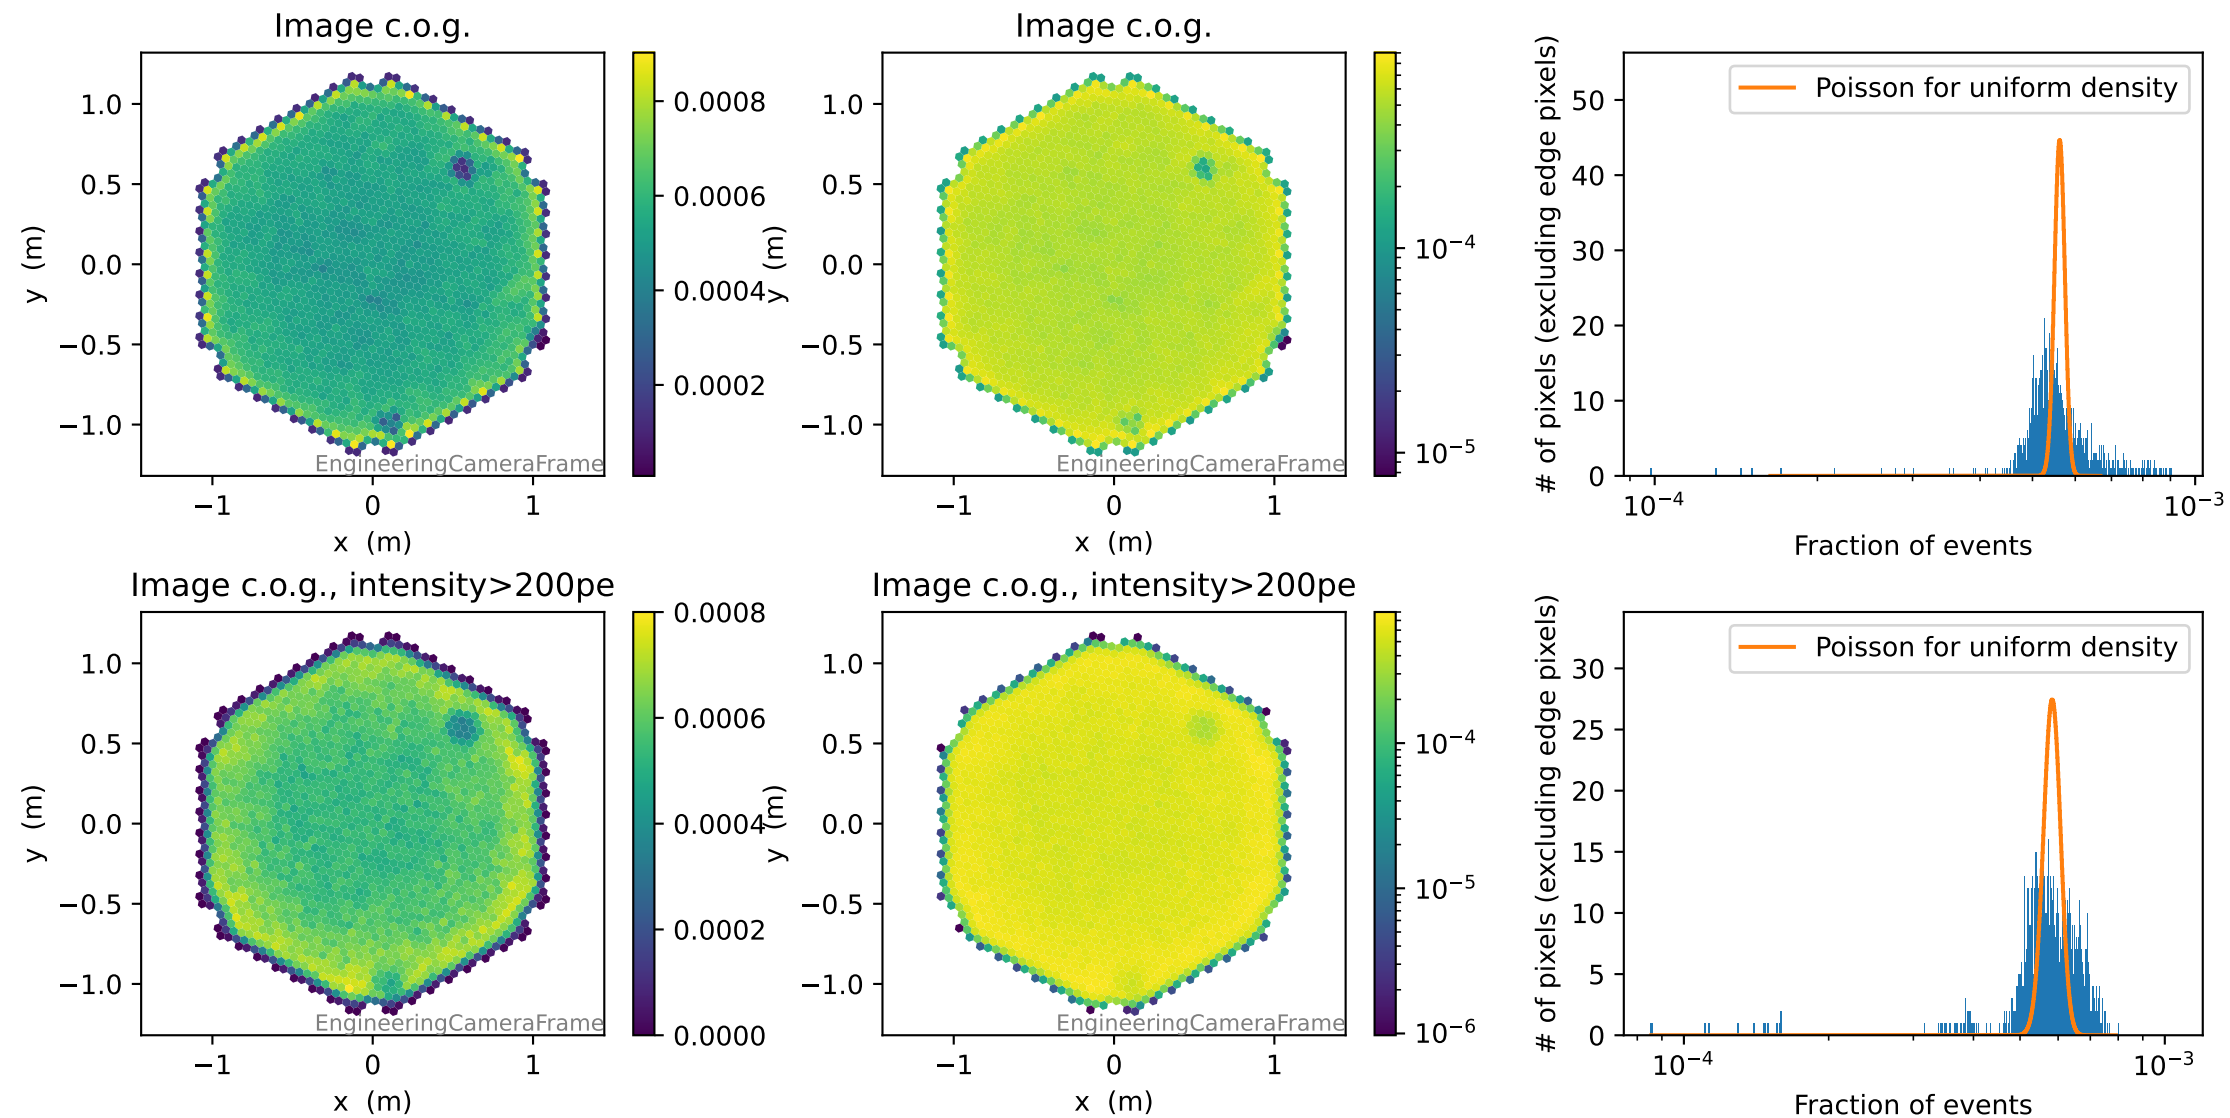 Image c.o.g.
1.0
0.5
0.0
−0.5
−1.0
y (m)
−1
0
1
x (m)
EngineeringCameraFrame
0.0008
0.0006
0.0004
0.0002
Image c.o.g.
1.0
0.5
0.0
−0.5
−1.0
y (m)
−1
0
1
x (m)
EngineeringCameraFrame
10−4
10−5
# of pixels (excluding edge pixels)
50
40
30
20
10
0
Poisson for uniform density
10−4
10−3
Fraction of events
Image c.o.g., intensity>200pe
1.0
0.5
0.0
−0.5
−1.0
y (m)
−1
0
1
x (m)
EngineeringCameraFrame
0.0008
0.0006
0.0004
0.0002
0.0000
Image c.o.g., intensity>200pe
1.0
0.5
0.0
−0.5
−1.0
y (m)
−1
0
1
x (m)
EngineeringCameraFrame
10−4
10−5
10−6
# of pixels (excluding edge pixels)
30
25
20
15
10
5
0
Poisson for uniform density
10−4
10−3
Fraction of events